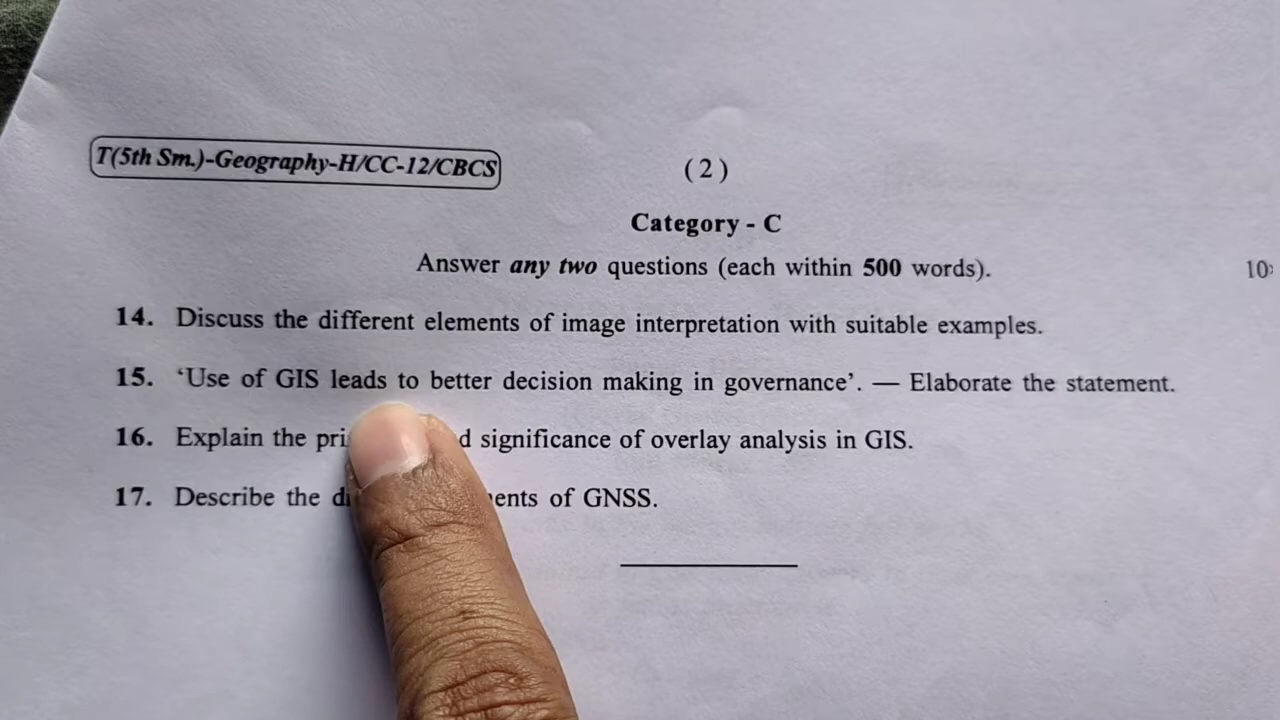 T(5th Sm.)-Geography-H/CC-12/CBCS
(2)
Category - C
Answer any two questions (each within 500 words). 10
14. Discuss the different elements of image interpretation with suitable examples.
15. ‘Use of GIS leads to better decision making in governance’. — Elaborate the statement.
16. Explain the significance of overlay analysis in GIS.
17. Describe the of GNSS.